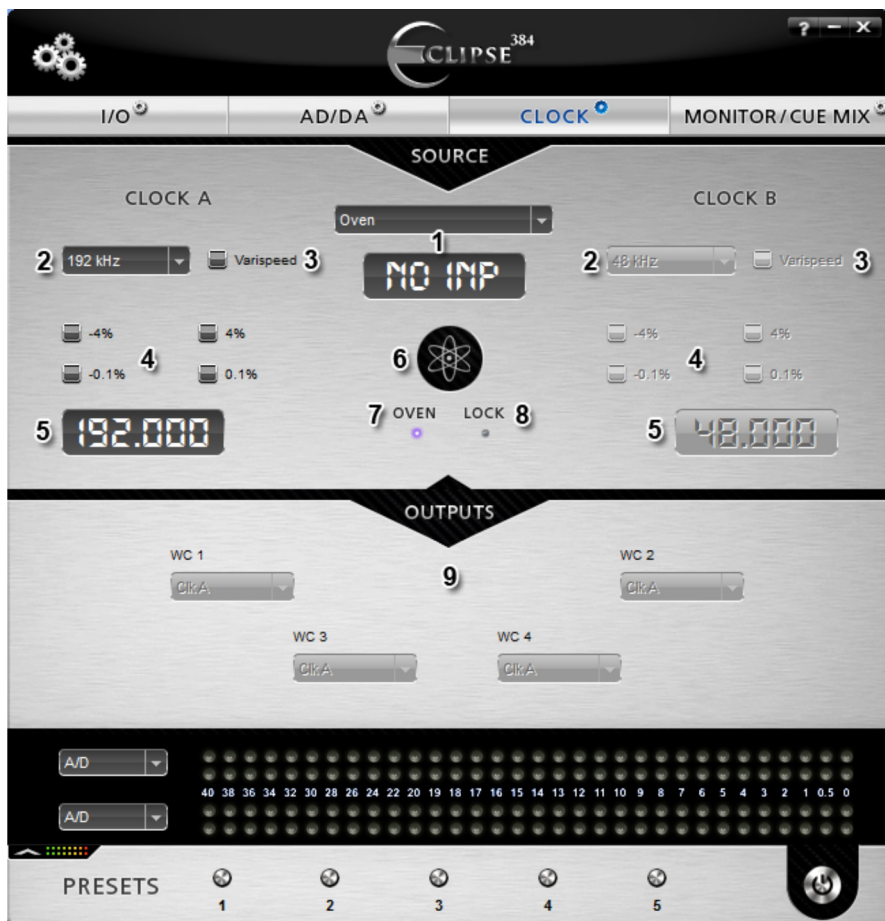 ? – X
ECLIPSE 384
I/O
AD/DA
CLOCK
MONITOR/CUE MIX
SOURCE
CLOCK A
CLOCK B
Oven
1
2 192 kHz Varispeed 3
NO INP
2 48 kHz Varispeed 3
-4% 4%
4
-0.1% 0.1%
6
-4% 4%
4
-0.1% 0.1%
7 OVEN LOCK 8
5 192.000
5 48.000
OUTPUTS
WC 1
Clk A
9
WC 2
Clk A
WC 3
Clk A
WC 4
Clk A
A/D
40 38 36 34 32 30 28 26 24 22 20 19 18 17 16 15 14 13 12 11 10 9 8 7 6 5 4 3 2 1 0.5 0
A/D
PRESETS
1 2 3 4 5